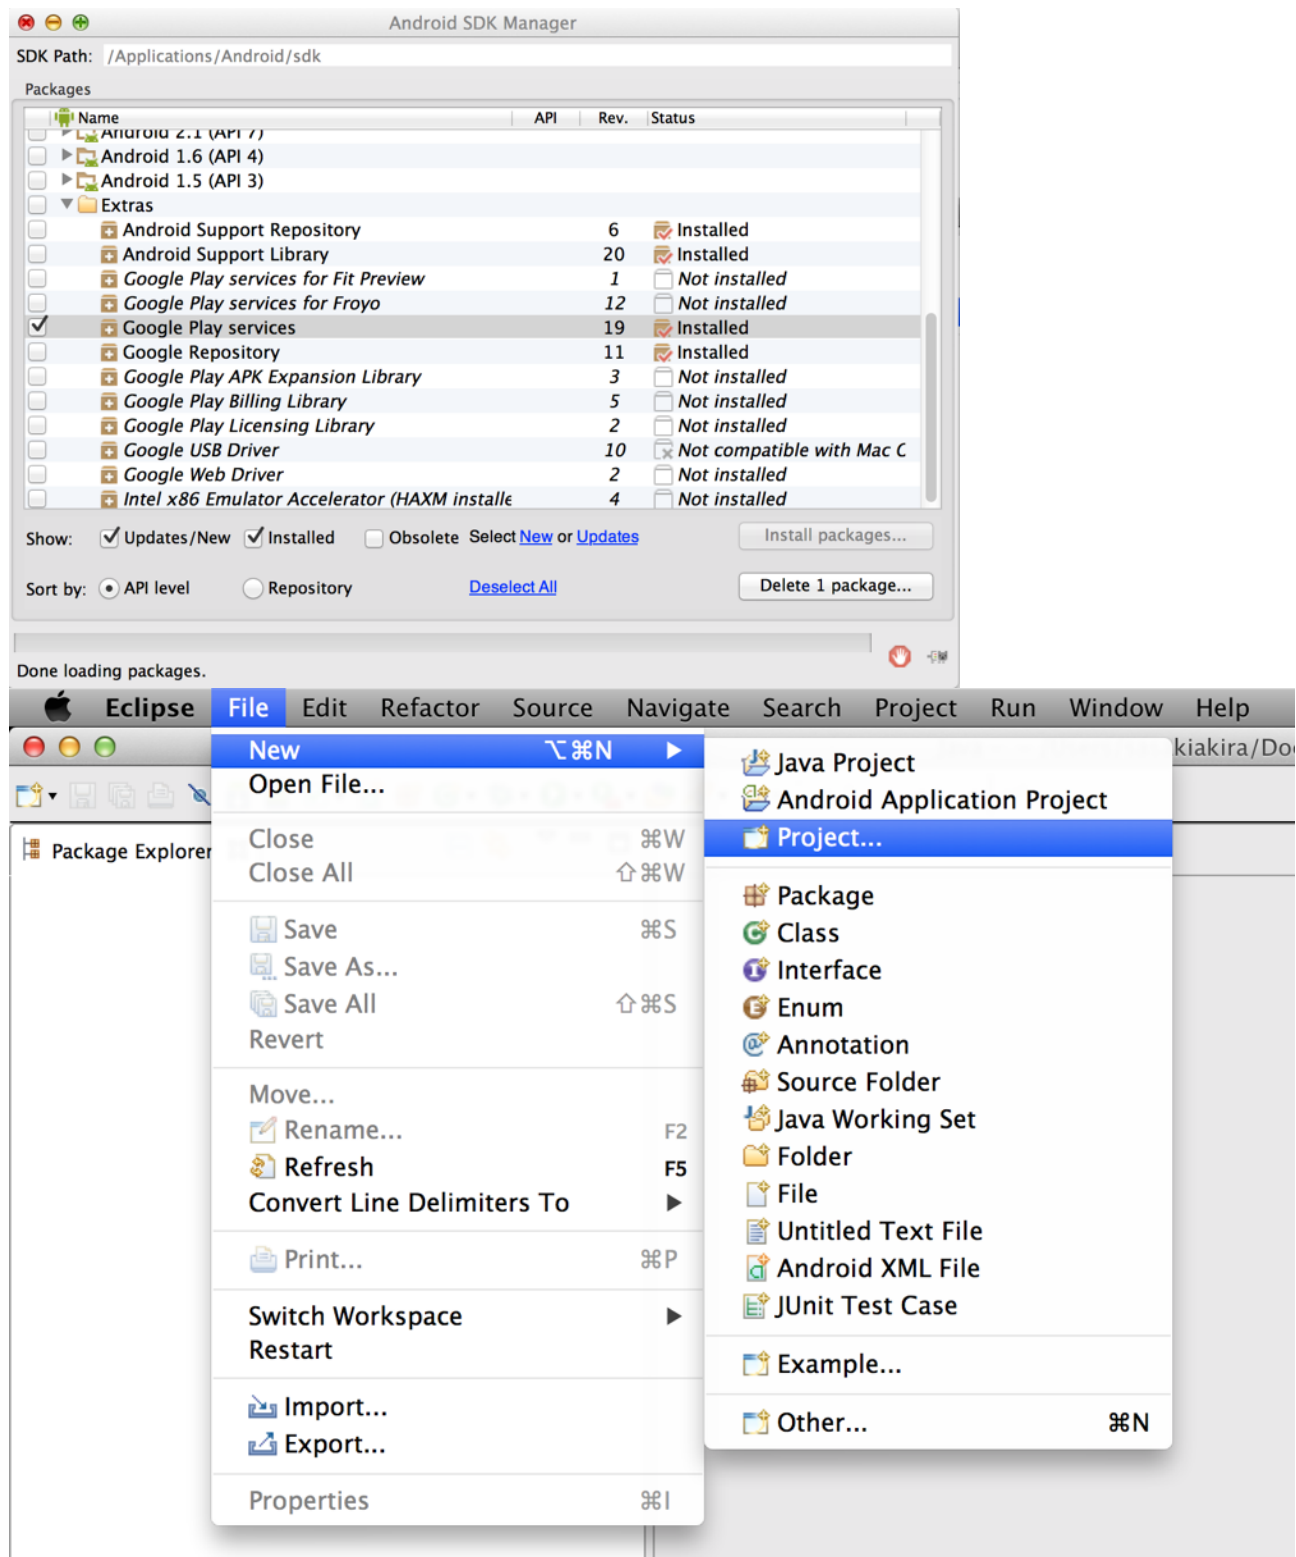 Android SDK Manager
SDK Path: /Applications/Android/sdk
Packages
Name API Rev. Status
Android 2.1 (API 7)
Android 1.6 (API 4)
Android 1.5 (API 3)
Extras
Android Support Repository 6 Installed
Android Support Library 20 Installed
Google Play services for Fit Preview 1 Not installed
Google Play services for Froyo 12 Not installed
Google Play services 19 Installed
Google Repository 11 Installed
Google Play APK Expansion Library 3 Not installed
Google Play Billing Library 5 Not installed
Google Play Licensing Library 2 Not installed
Google USB Driver 10 Not compatible with Mac
Google Web Driver 2 Not installed
Intel x86 Emulator Accelerator (HAXM installe 4 Not installed
Show: Updates/New Installed Obsolete Select New or Updates Install packages...
Sort by: API level Repository Deselect All Delete 1 package...
Done loading packages.
Eclipse File Edit Refactor Source Navigate Search Project Run Window Help
kiakira/Do
Package Explorer
New ⌥⌘N
Open File...
Close ⌘W
Close All ⇧⌘W
Save ⌘S
Save As...
Save All ⇧⌘S
Revert
Move...
Rename... F2
Refresh F5
Convert Line Delimiters To
Print... ⌘P
Switch Workspace
Restart
Import...
Export...
Properties ⌘I
Java Project
Android Application Project
Project...
Package
Class
Interface
Enum
Annotation
Source Folder
Java Working Set
Folder
File
Untitled Text File
Android XML File
JUnit Test Case
Example...
Other... ⌘N